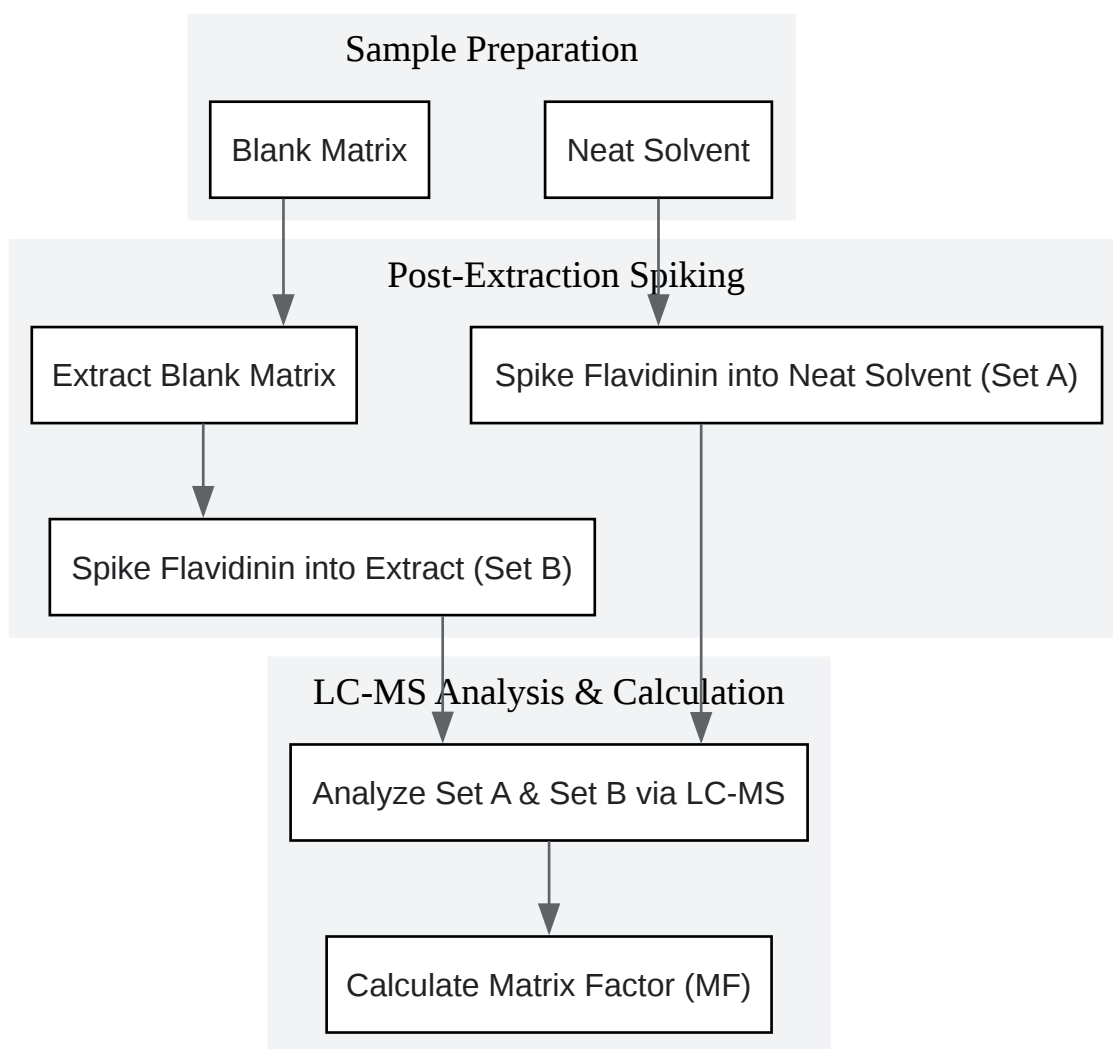 Sample Preparation
Blank Matrix
Neat Solvent
Post-Extraction Spiking
Extract Blank Matrix
Spike Flavidinin into Neat Solvent (Set A)
Spike Flavidinin into Extract (Set B)
LC-MS Analysis & Calculation
Analyze Set A & Set B via LC-MS
Calculate Matrix Factor (MF)